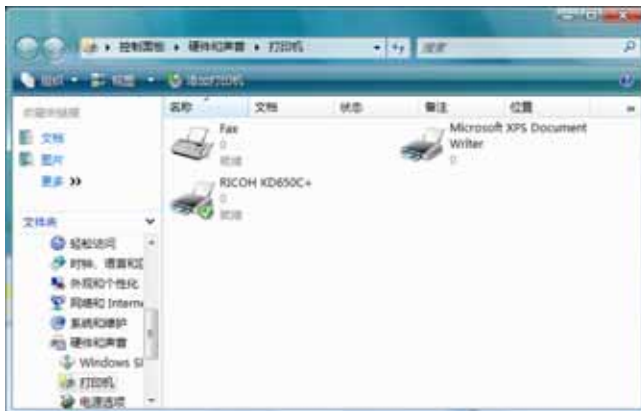 ▸ 控制面板 ▸ 硬件和声音 ▸ 打印机
搜索
组织 视图 添加打印机
名称 文档 状态 备注 位置
文档
图片
更多 >>
文件夹
轻松访问
时钟、语言和区
外观和个性化
网络和 Interne
系统和维护
硬件和声音
Windows Si
打印机
电源选项
Fax
0
就绪
Microsoft XPS Document
Writer
0
RICOH KD650C+
0
就绪